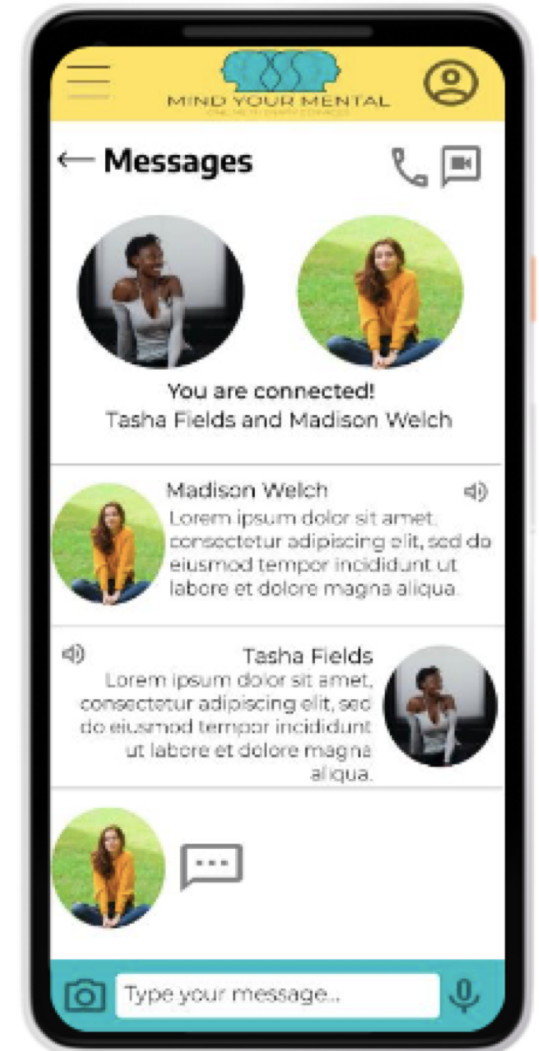 MIND YOUR MENTAL
Messages
You are connected!
Tasha Fields and Madison Welch
Madison Welch
Lorem ipsum dolor sit amet,
consectetur adipiscing elit, sed do
eiusmod tempor incididunt ut
labore et dolore magna aliqua.
Tasha Fields
Lorem ipsum dolor sit amet,
consectetur adipiscing elit, sed
do eiusmod tempor incididunt
ut labore et dolore magna
aliqua.
Type your message...